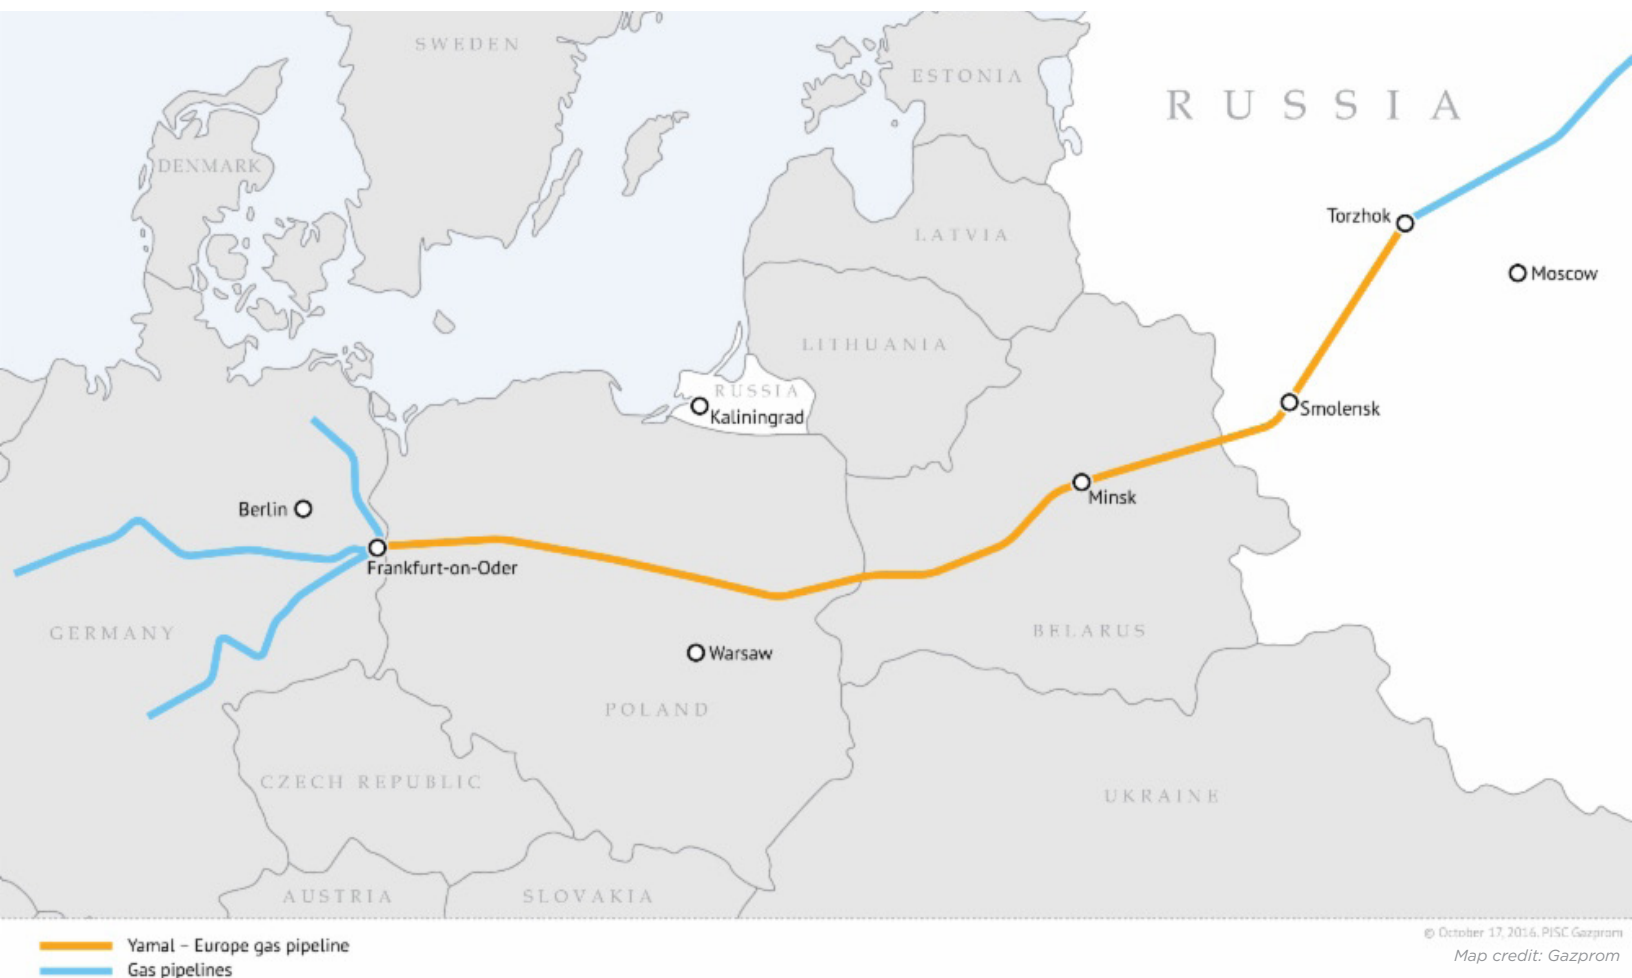 SWEDEN
ESTONIA
RUSSIA
DENMARK
Torzhok
LATVIA
Moscow
LITHUANIA
RUSSIA
Kaliningrad
Smolensk
Minsk
Berlin
Frankfurt-on-Oder
GERMANY
BELARUS
Warsaw
POLAND
CZECH REPUBLIC
UKRAINE
AUSTRIA
SLOVAKIA
© October 17, 2016. PJSC Gazprom
Yamal – Europe gas pipeline
Map credit: Gazprom
Gas pipelines